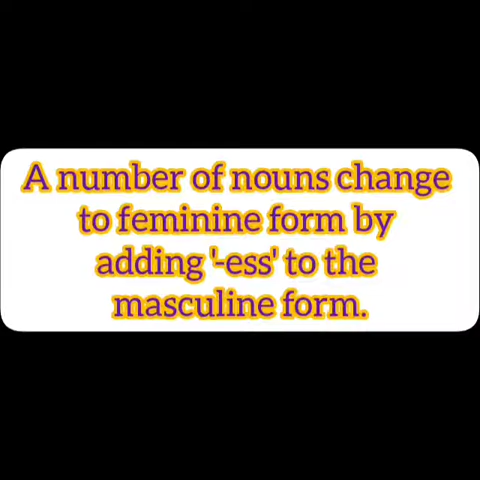 A number of nouns change
to feminine form by
adding '-ess' to the
masculine form.